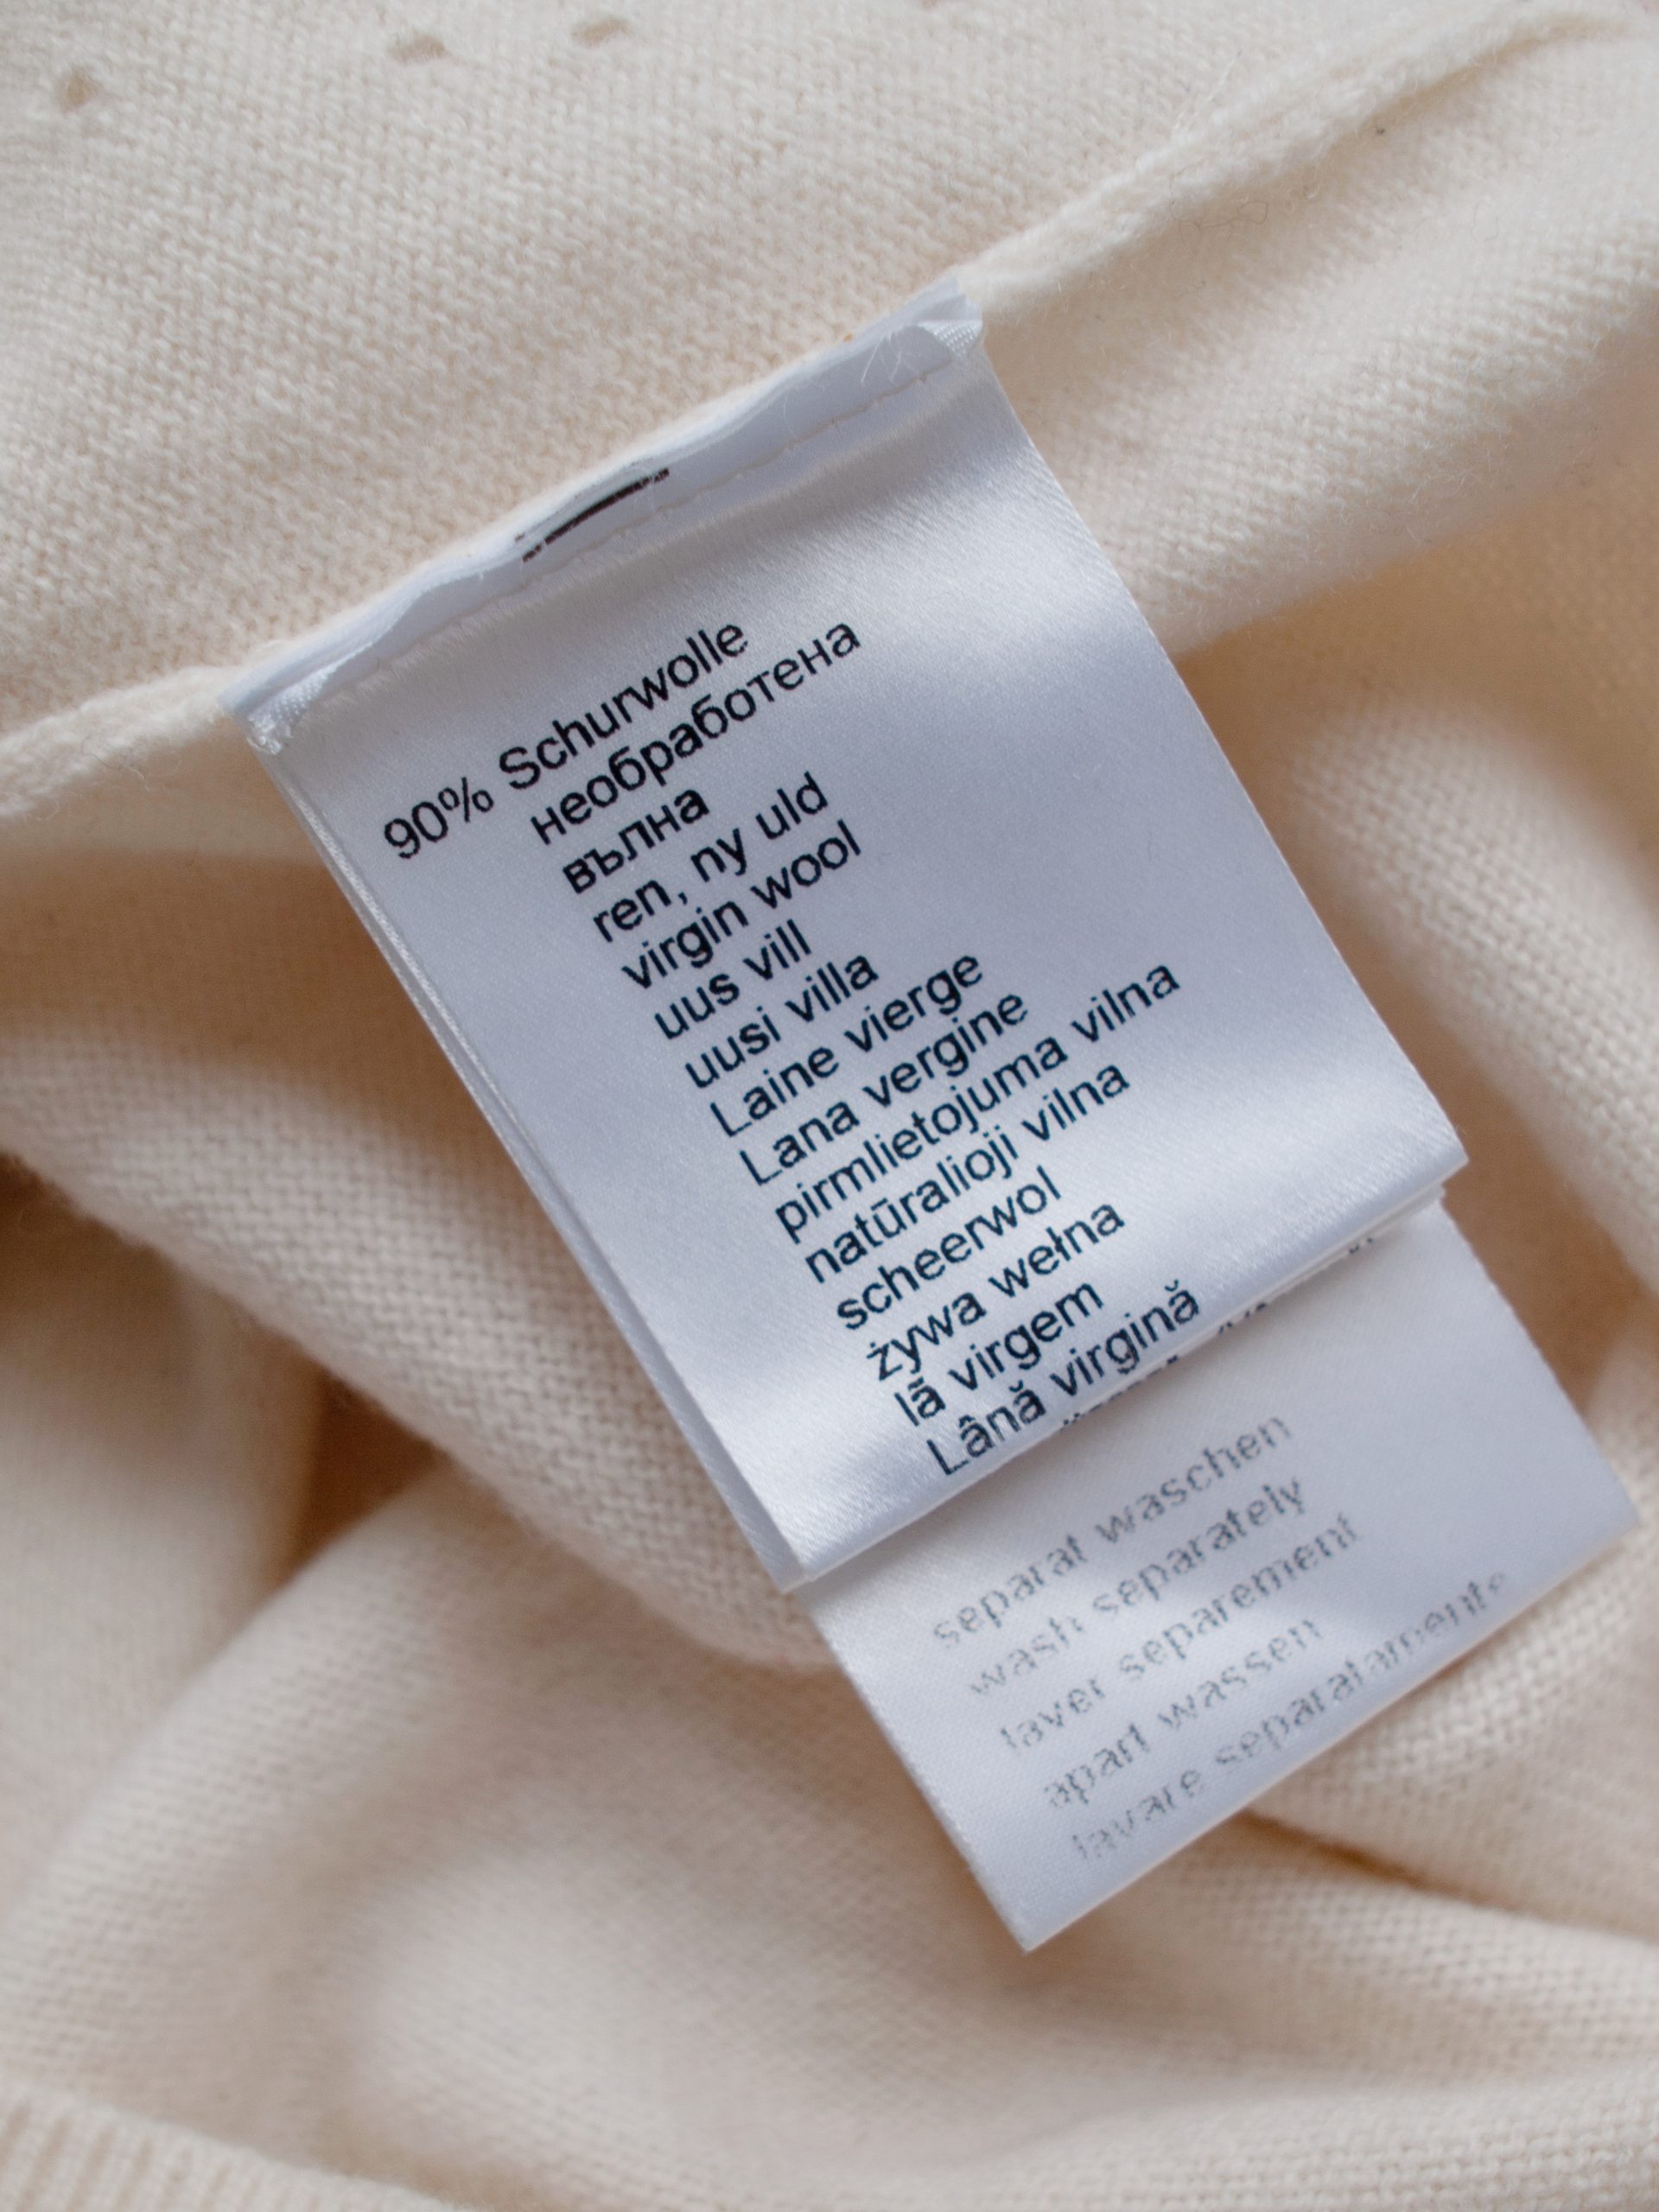 90% Schurwolle
необработена
вълна
ren, ny uld
virgin wool
uus vill
uusi villa
Laine vierge
Lana vergine
pirmlietojuma vilna
natūralioji vilna
scheerwol
żywa wełna
lã virgem
Lână virgină
separat waschen
wash separately
laver separement
apart wassen
lavare separatamente